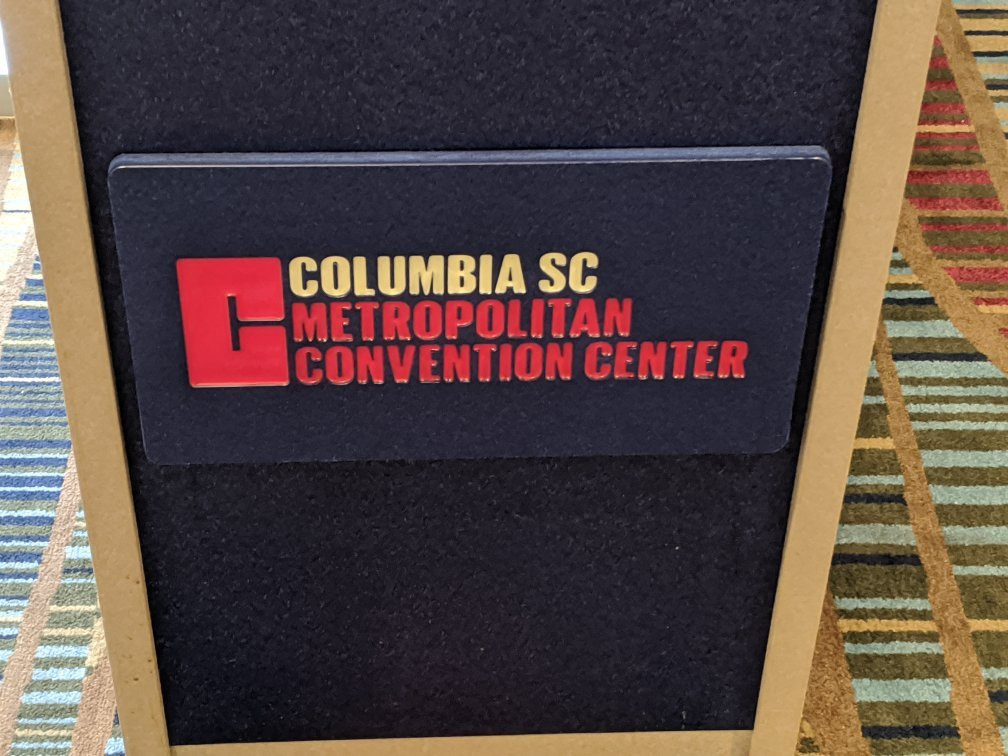 COLUMBIA SC
METROPOLITAN
CONVENTION CENTER